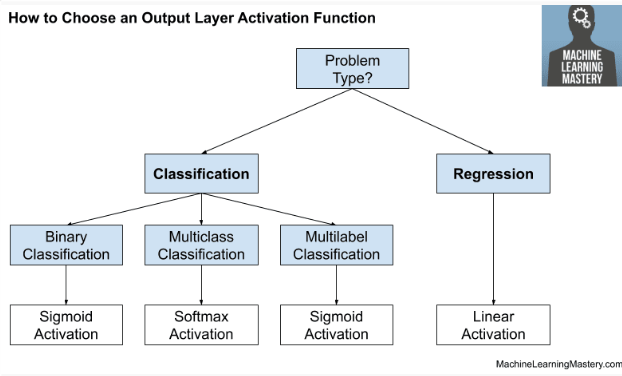 How to Choose an Output Layer Activation Function
MACHINE
LEARNING
MASTERY
Problem
Type?
Classification
Regression
Binary
Classification
Multiclass
Classification
Multilabel
Classification
Sigmoid
Activation
Softmax
Activation
Sigmoid
Activation
Linear
Activation
MachineLearningMastery.com